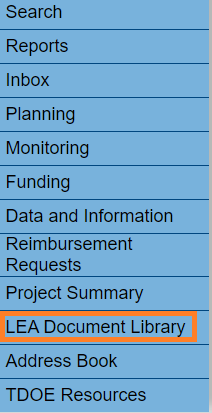 Search
Reports
Inbox
Planning
Monitoring
Funding
Data and Information
Reimbursement
Requests
Project Summary
LEA Document Library
Address Book
TDOE Resources